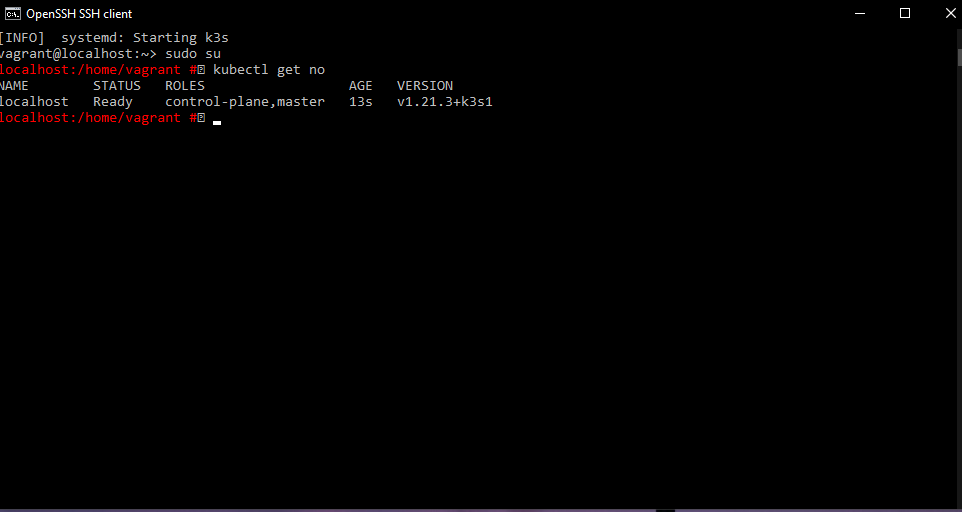 OpenSSH SSH client
[INFO]  systemd: Starting k3s
vagrant@localhost:~> sudo su
localhost:/home/vagrant # kubectl get no
NAME        STATUS   ROLES                  AGE   VERSION
localhost   Ready    control-plane,master   13s   v1.21.3+k3s1
localhost:/home/vagrant #